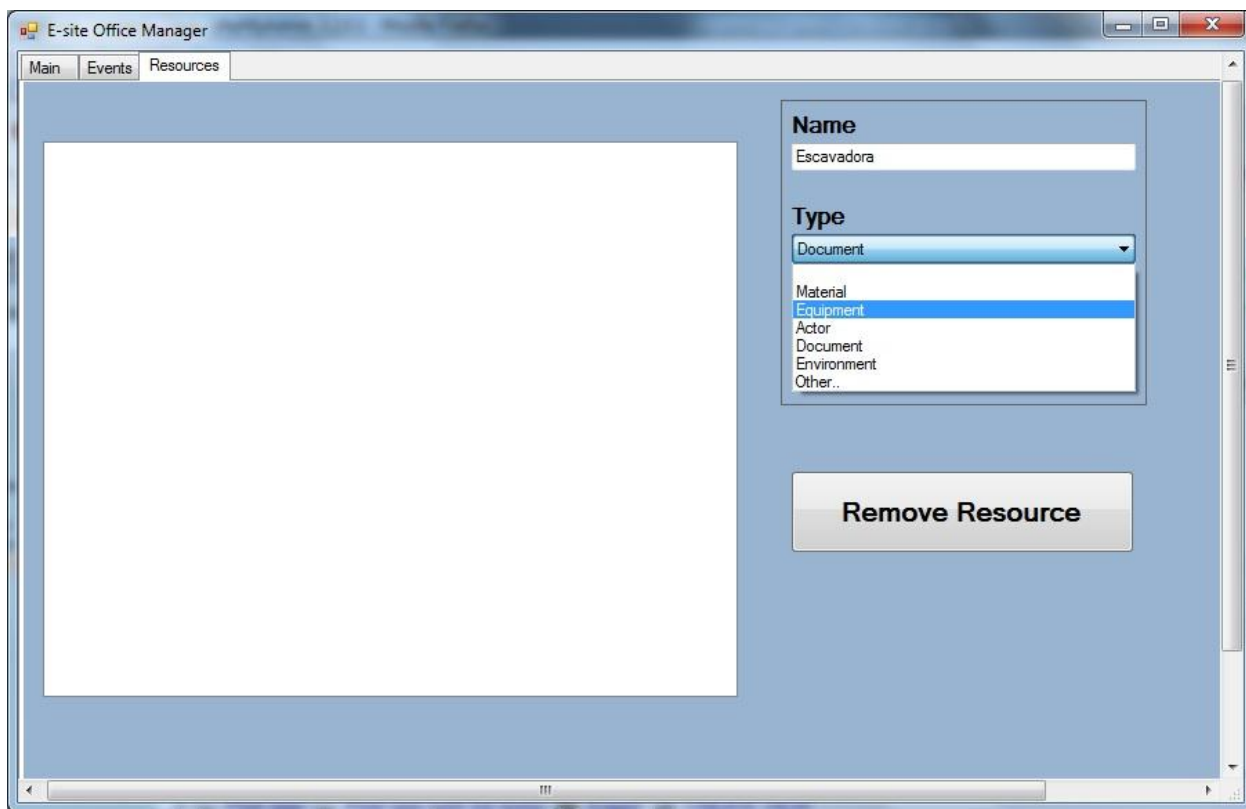 E-site Office Manager
Main Events Resources
Name
Escavadora
Type
Document
Material
Equipment
Actor
Document
Environment
Other..
Remove Resource